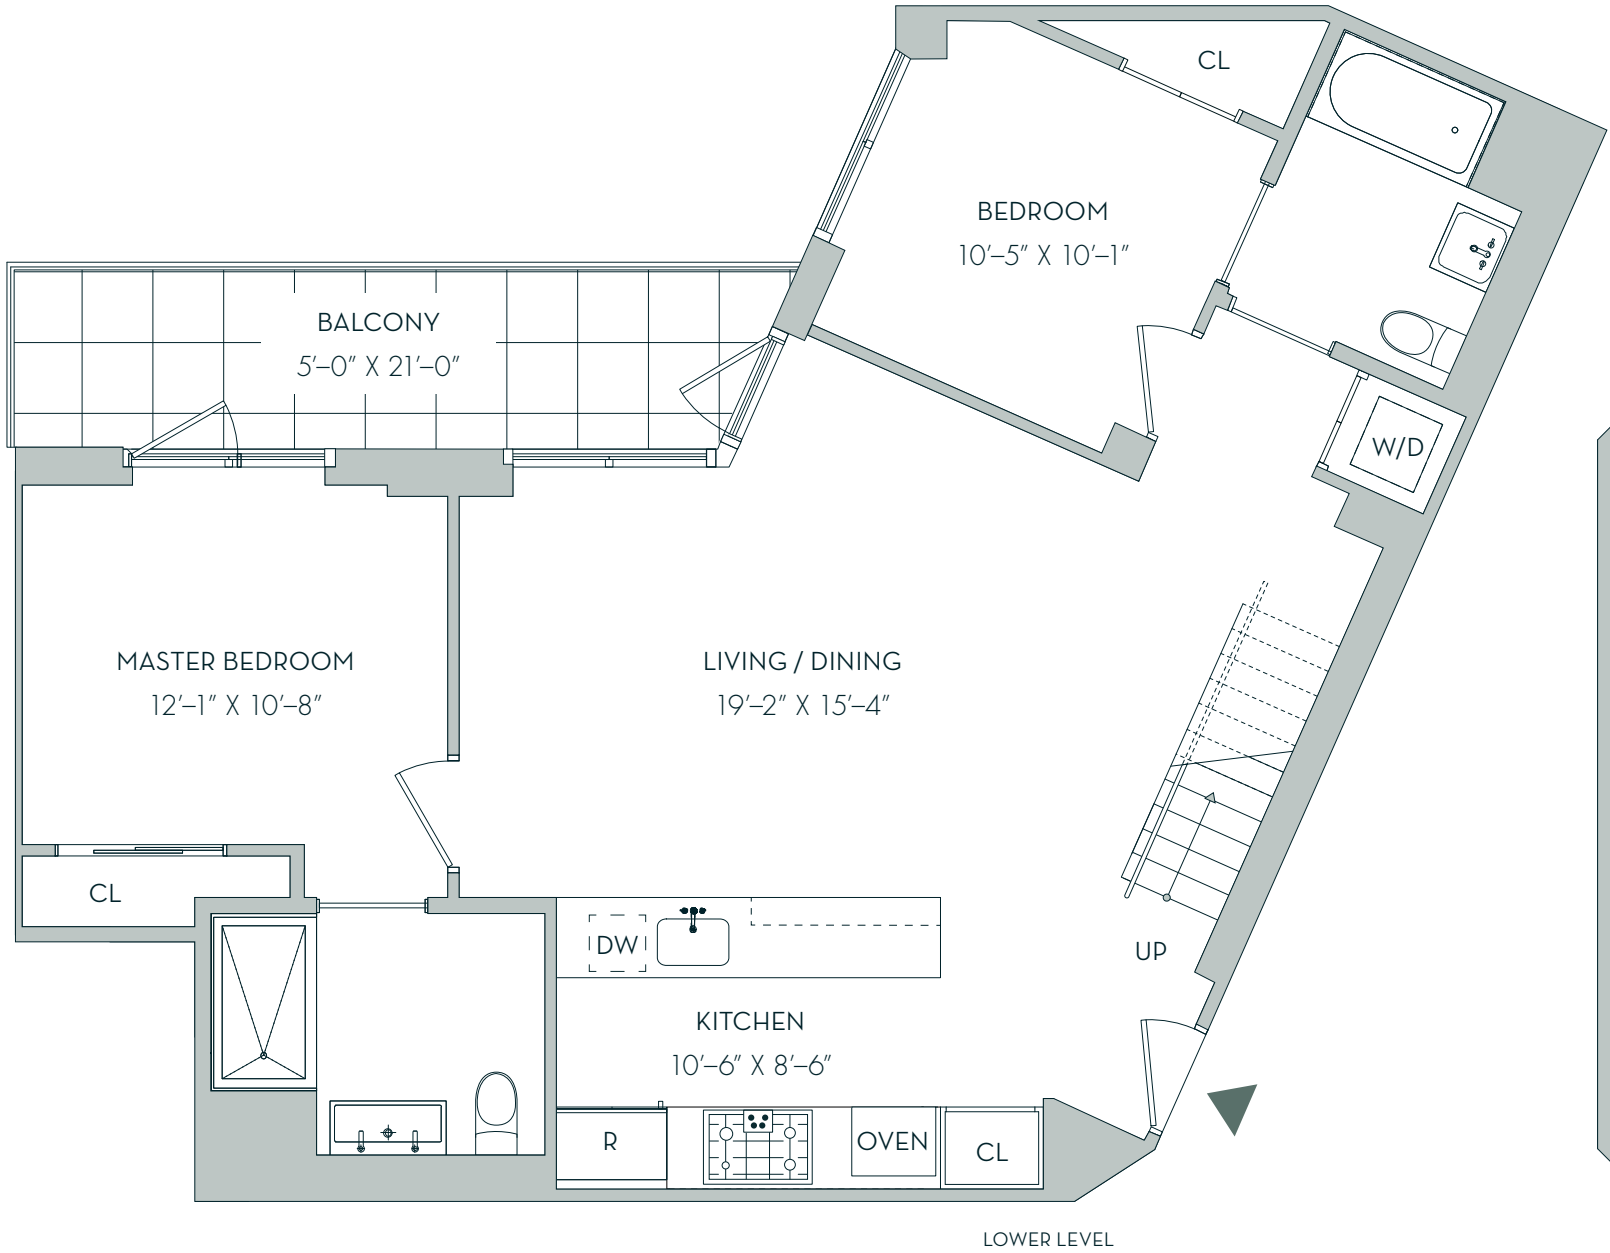 CL
BEDROOM
10’–5” X 10’–1”
BALCONY
5’–0” X 21’–0”
W/D
MASTER BEDROOM
12’–1” X 10’–8”
LIVING / DINING
19’–2” X 15’–4”
CL
DW
UP
KITCHEN
10’–6” X 8’–6”
R
OVEN
CL
LOWER LEVEL